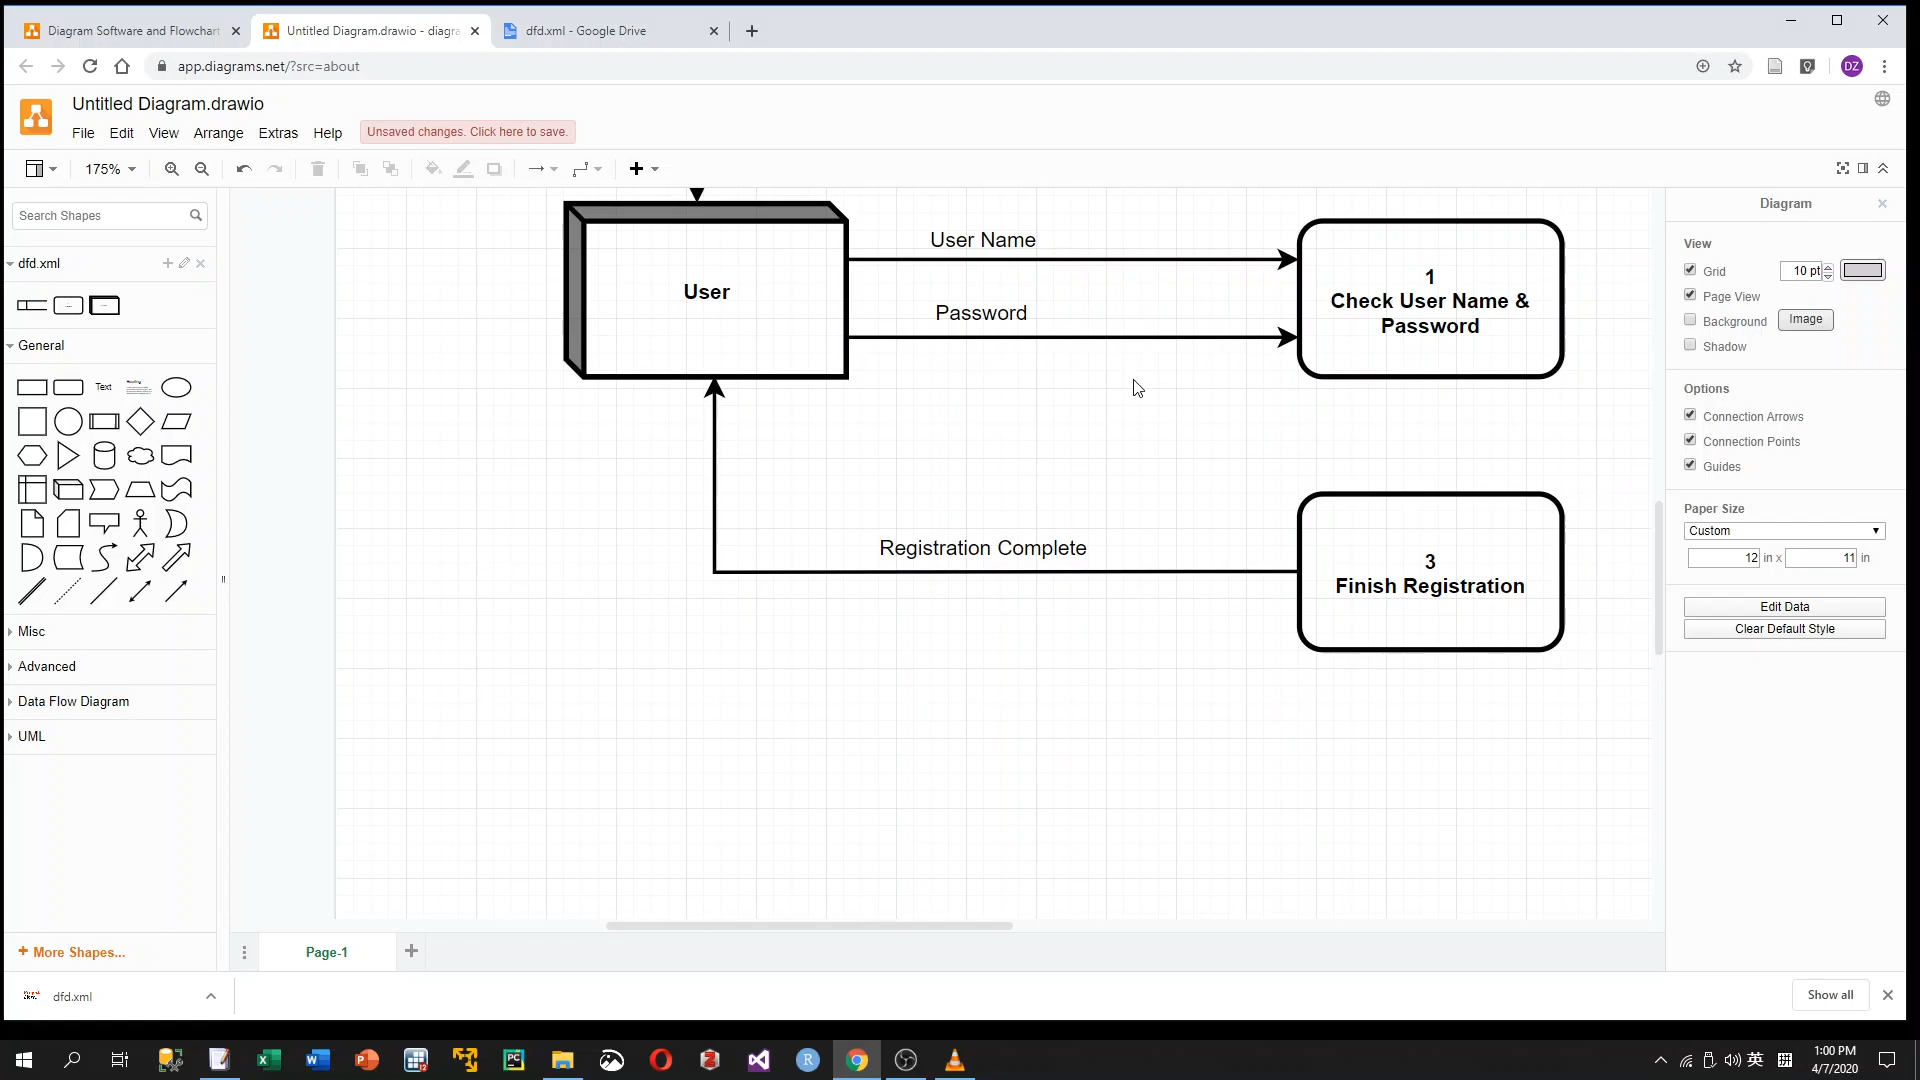 Diagram Software and Flowchart
Untitled Diagram.drawio - diagra
dfd.xml - Google Drive
app.diagrams.net/?src=about
DZ
Untitled Diagram.drawio
File Edit View Arrange Extras Help
Unsaved changes. Click here to save.
175%
Search Shapes
dfd.xml
General
Text
Heading
Misc
Advanced
Data Flow Diagram
UML
+ More Shapes...
User
User Name
Password
1
Check User Name &
Password
Registration Complete
3
Finish Registration
Diagram
View
Grid
10 pt
Page View
Background
Image
Shadow
Options
Connection Arrows
Connection Points
Guides
Paper Size
Custom
12 in x 11 in
Edit Data
Clear Default Style
Page-1
dfd.xml
Show all
PC
12
R
英
1:00 PM
4/7/2020